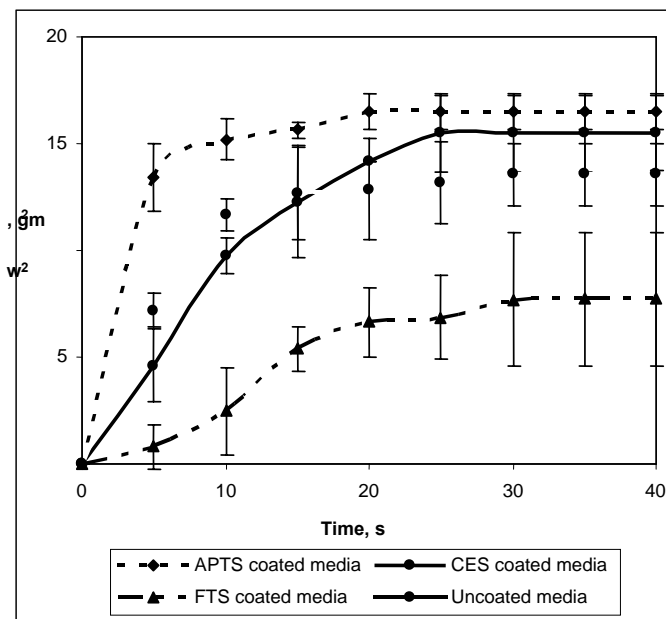 20
15
, g²m
w²
5
0 10 20 30 40
Time, s
APTS coated media CES coated media
FTS coated media Uncoated media